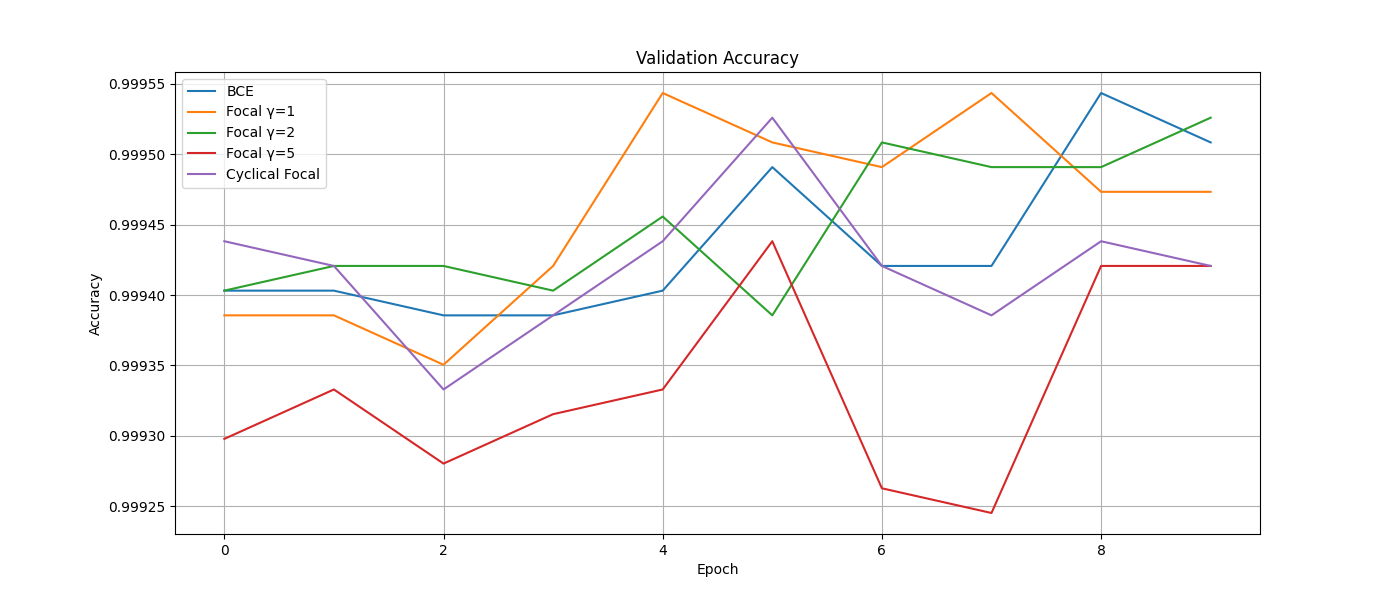 Validation Accuracy
0.99955
0.99950
0.99945
0.99940
0.99935
0.99930
0.99925
Accuracy
BCE
Focal γ=1
Focal γ=2
Focal γ=5
Cyclical Focal
0 2 4 6 8
Epoch